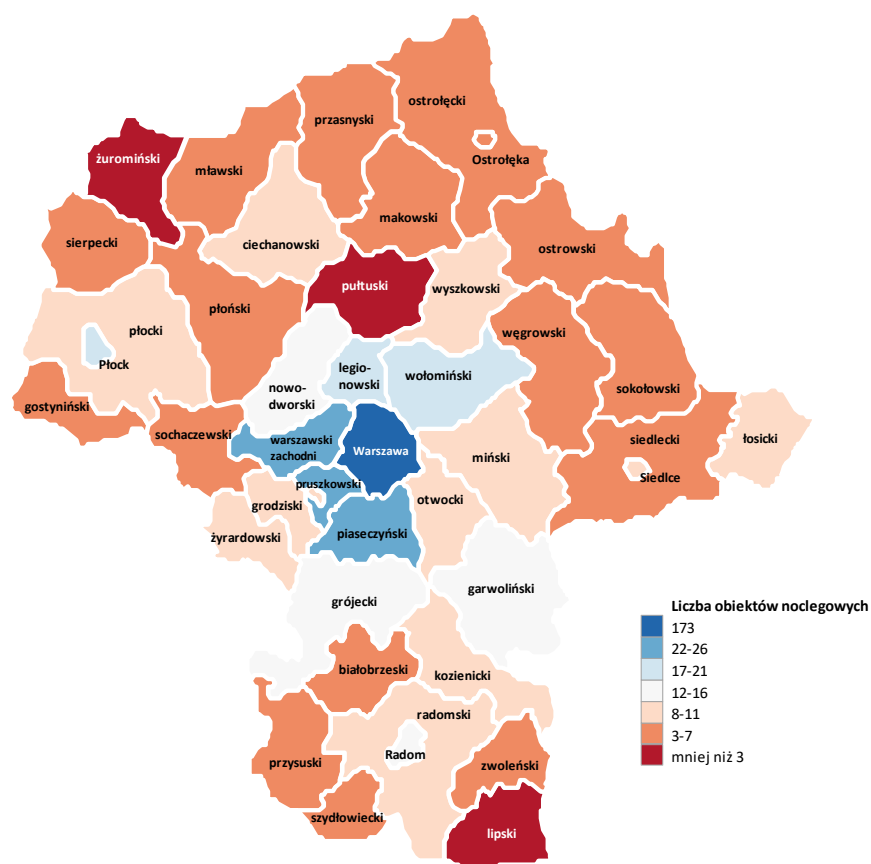 ostrołęcki
przasnyski
Ostrołęka
żuromiński
mławski
makowski
sierpecki
ciechanowski
ostrowski
pułtuski
wyszkowski
płoński
płocki
węgrowski
Płock
legio-
nowski
wołomiński
nowo-
dworski
sokołowski
gostyniński
sochaczewski
warszawski
zachodni
Warszawa
siedlecki
łosicki
miński
Siedlce
pruszkowski
grodziski
otwocki
żyrardowski
piaseczyński
garwoliński
grójecki
białobrzeski
kozienicki
radomski
Radom
przysuski
zwoleński
szydłowiecki
lipski
Liczba obiektów noclegowych
173
22-26
17-21
12-16
8-11
3-7
mniej niż 3